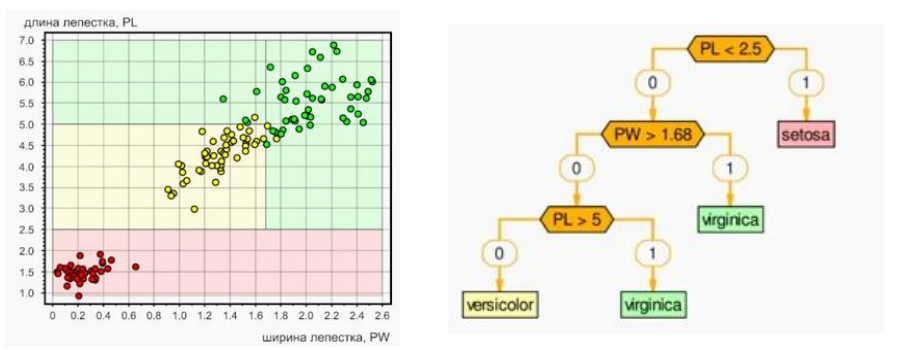 длина лепестка, PL
7.0
6.5
6.0
5.5
5.0
4.5
4.0
3.5
3.0
2.5
2.0
1.5
1.0
0 0.2 0.4 0.6 0.8 1.0 1.2 1.4 1.6 1.8 2.0 2.2 2.4 2.6
ширина лепестка, PW
PL < 2.5
0 1
PW > 1.68 setosa
0 1
PL > 5 virginica
0 1
versicolor virginica